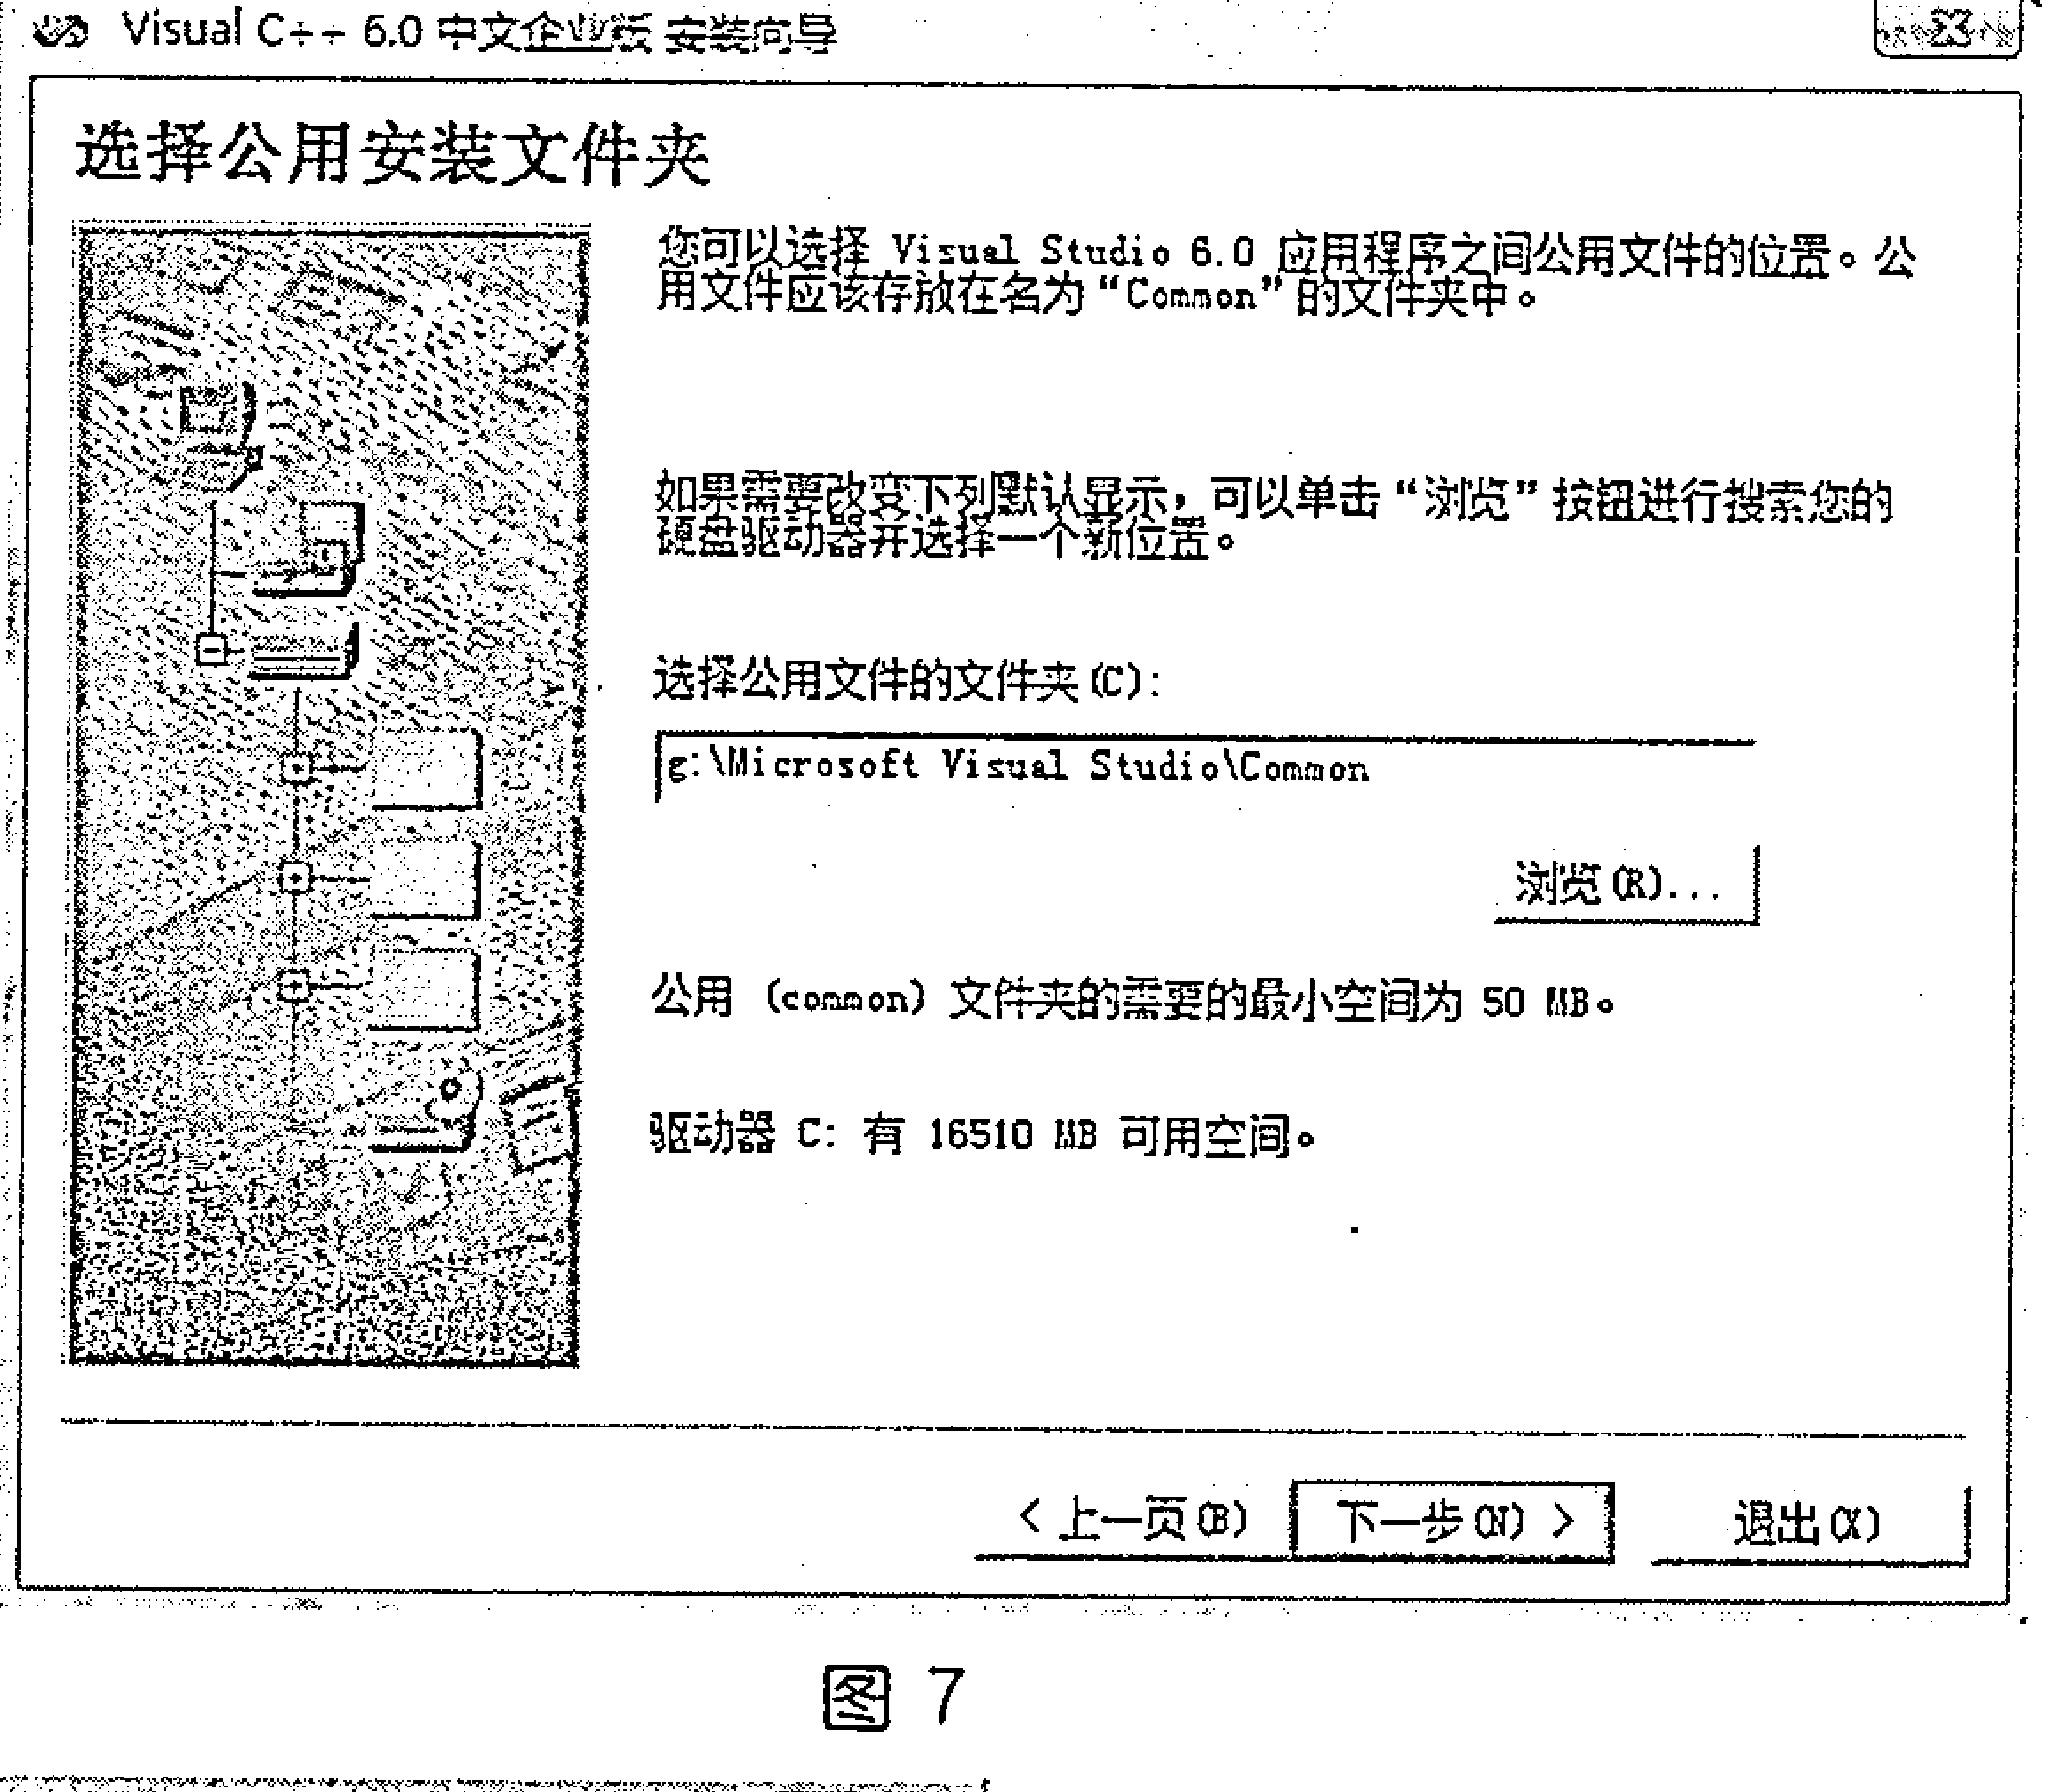 Visual C++ 6.0 中文企业版 安装向导
选择公用安装文件夹
您可以选择 Visual Studio 6.0 应用程序之间公用文件的位置。公
用文件应该存放在名为“Common”的文件夹中。
如果需要改变下列默认显示，可以单击“浏览”按钮进行搜索您的
硬盘驱动器并选择一个新位置。
选择公用文件的文件夹(C):
g:\Microsoft Visual Studio\Common
浏览(R)...
公用 (common) 文件夹的需要的最小空间为 50 MB。
驱动器 C: 有 16510 MB 可用空间。
< 上一页(B)
下一步(N) >
退出(X)
图 7